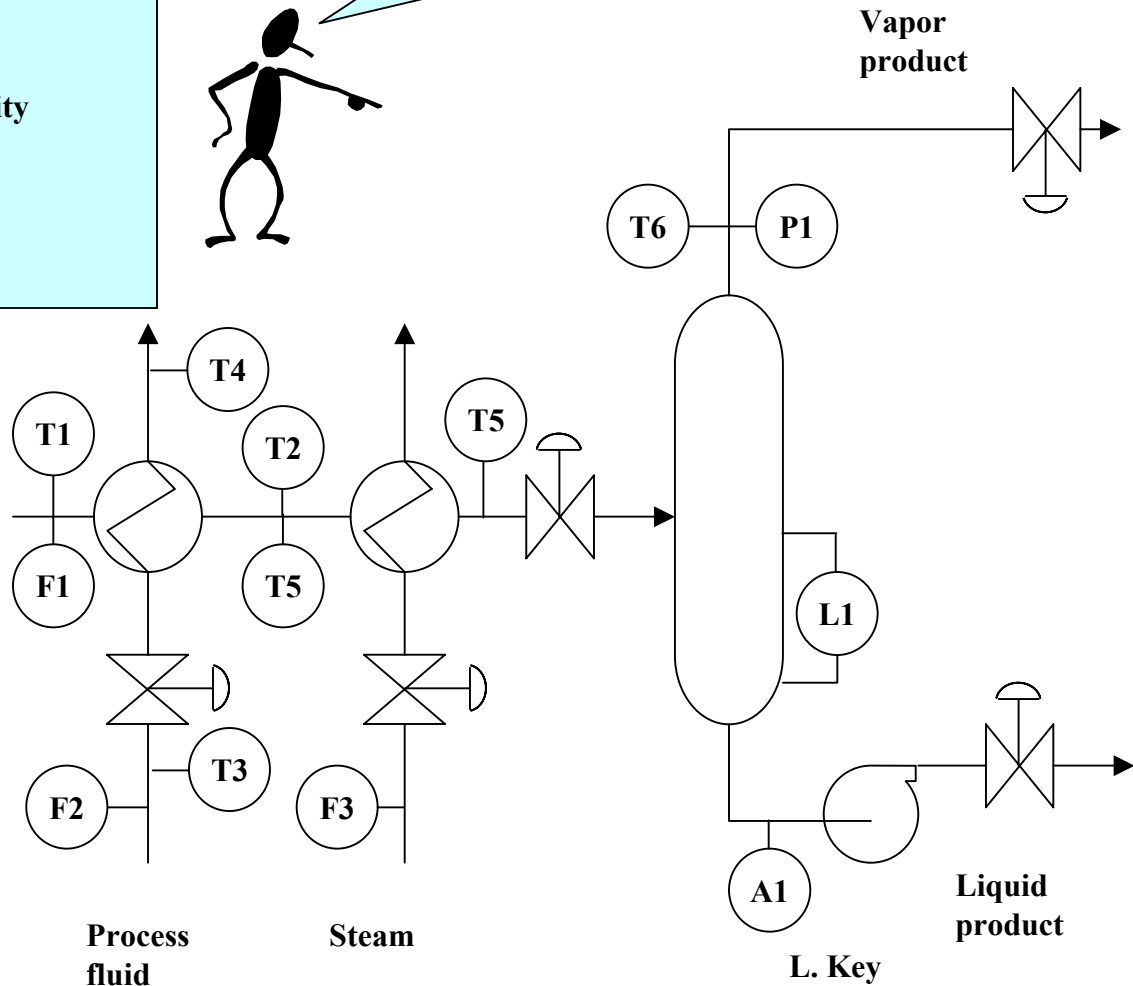 Vapor
product
ity
T6
P1
T4
T1
T2
T5
F1
T5
L1
T3
F2
F3
A1
Liquid
product
Process
fluid
Steam
L. Key